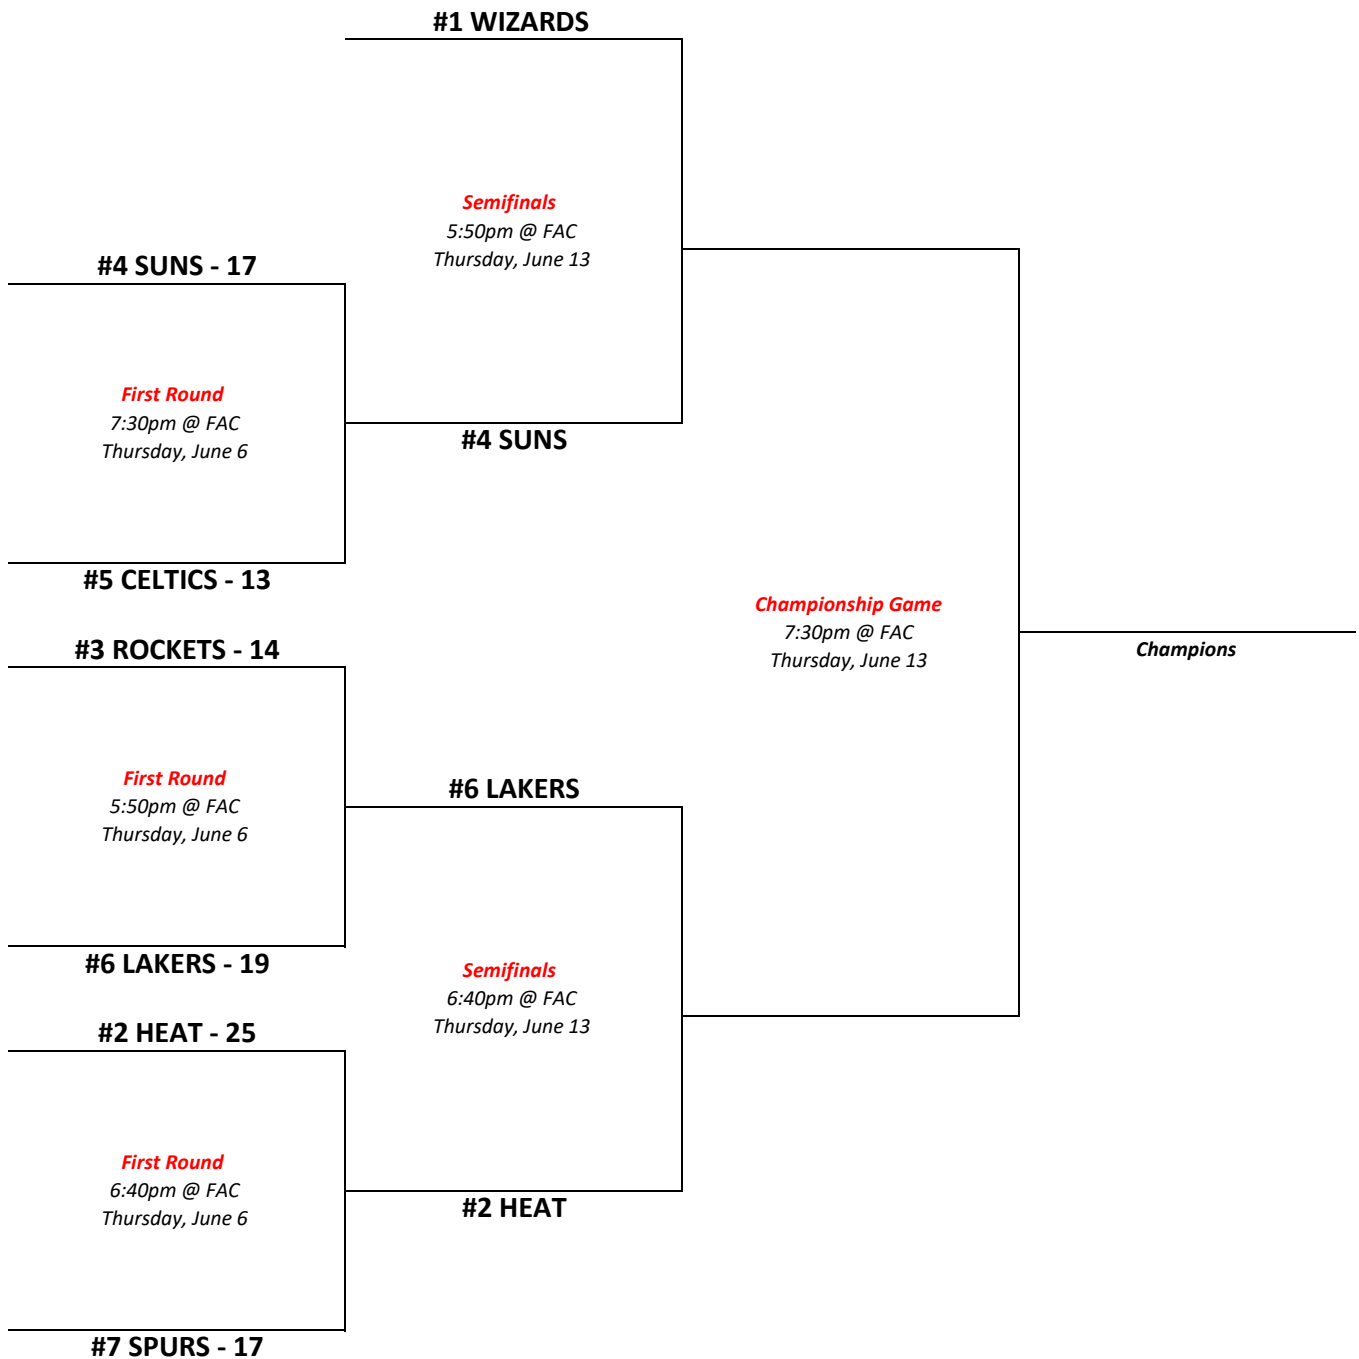 #1 WIZARDS
Semifinals
5:50pm @ FAC
Thursday, June 13
#4 SUNS - 17
First Round
7:30pm @ FAC
Thursday, June 6
#4 SUNS
#5 CELTICS - 13
Championship Game
7:30pm @ FAC
Thursday, June 13
Champions
#3 ROCKETS - 14
First Round
5:50pm @ FAC
Thursday, June 6
#6 LAKERS
#6 LAKERS - 19
Semifinals
6:40pm @ FAC
Thursday, June 13
#2 HEAT - 25
First Round
6:40pm @ FAC
Thursday, June 6
#2 HEAT
#7 SPURS - 17